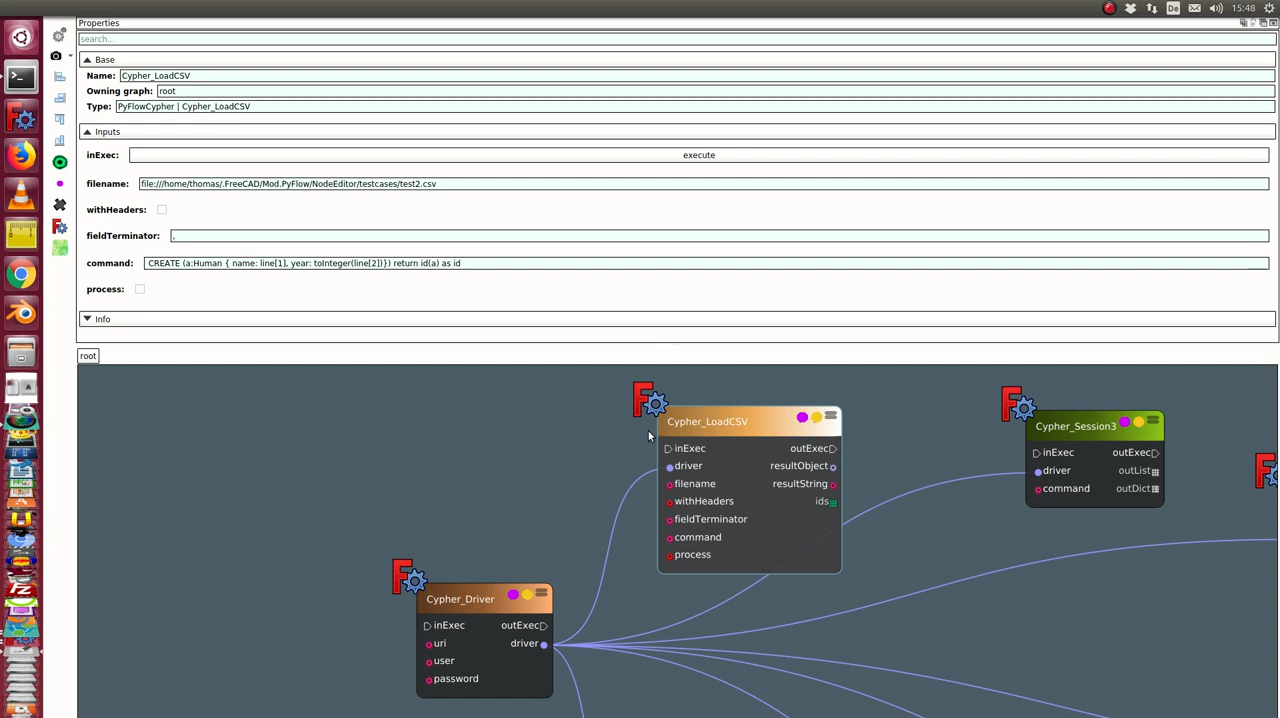 De
15:48
Properties
search...
Base
Name: Cypher_LoadCSV
Owning graph: root
Type: PyFlowCypher | Cypher_LoadCSV
Inputs
inExec: execute
filename: file:///home/thomas/.FreeCAD/Mod.PyFlow/NodeEditor/testcases/test2.csv
withHeaders:
fieldTerminator: ,
command: CREATE (a:Human { name: line[1], year: toInteger(line[2])}) return id(a) as id
process:
Info
root
Cypher_LoadCSV
inExec outExec
driver resultObject
filename resultString
withHeaders ids
fieldTerminator
command
process
Cypher_Session3
inExec outExec
driver outList
command outDict
Cypher_Driver
inExec outExec
uri driver
user
password